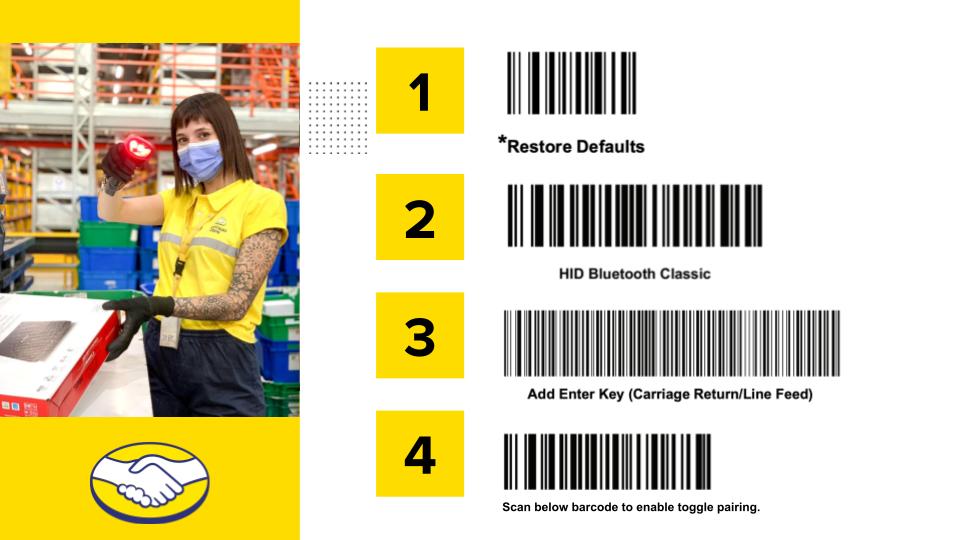 1
*Restore Defaults
2
HID Bluetooth Classic
3
Add Enter Key (Carriage Return/Line Feed)
4
Scan below barcode to enable toggle pairing.